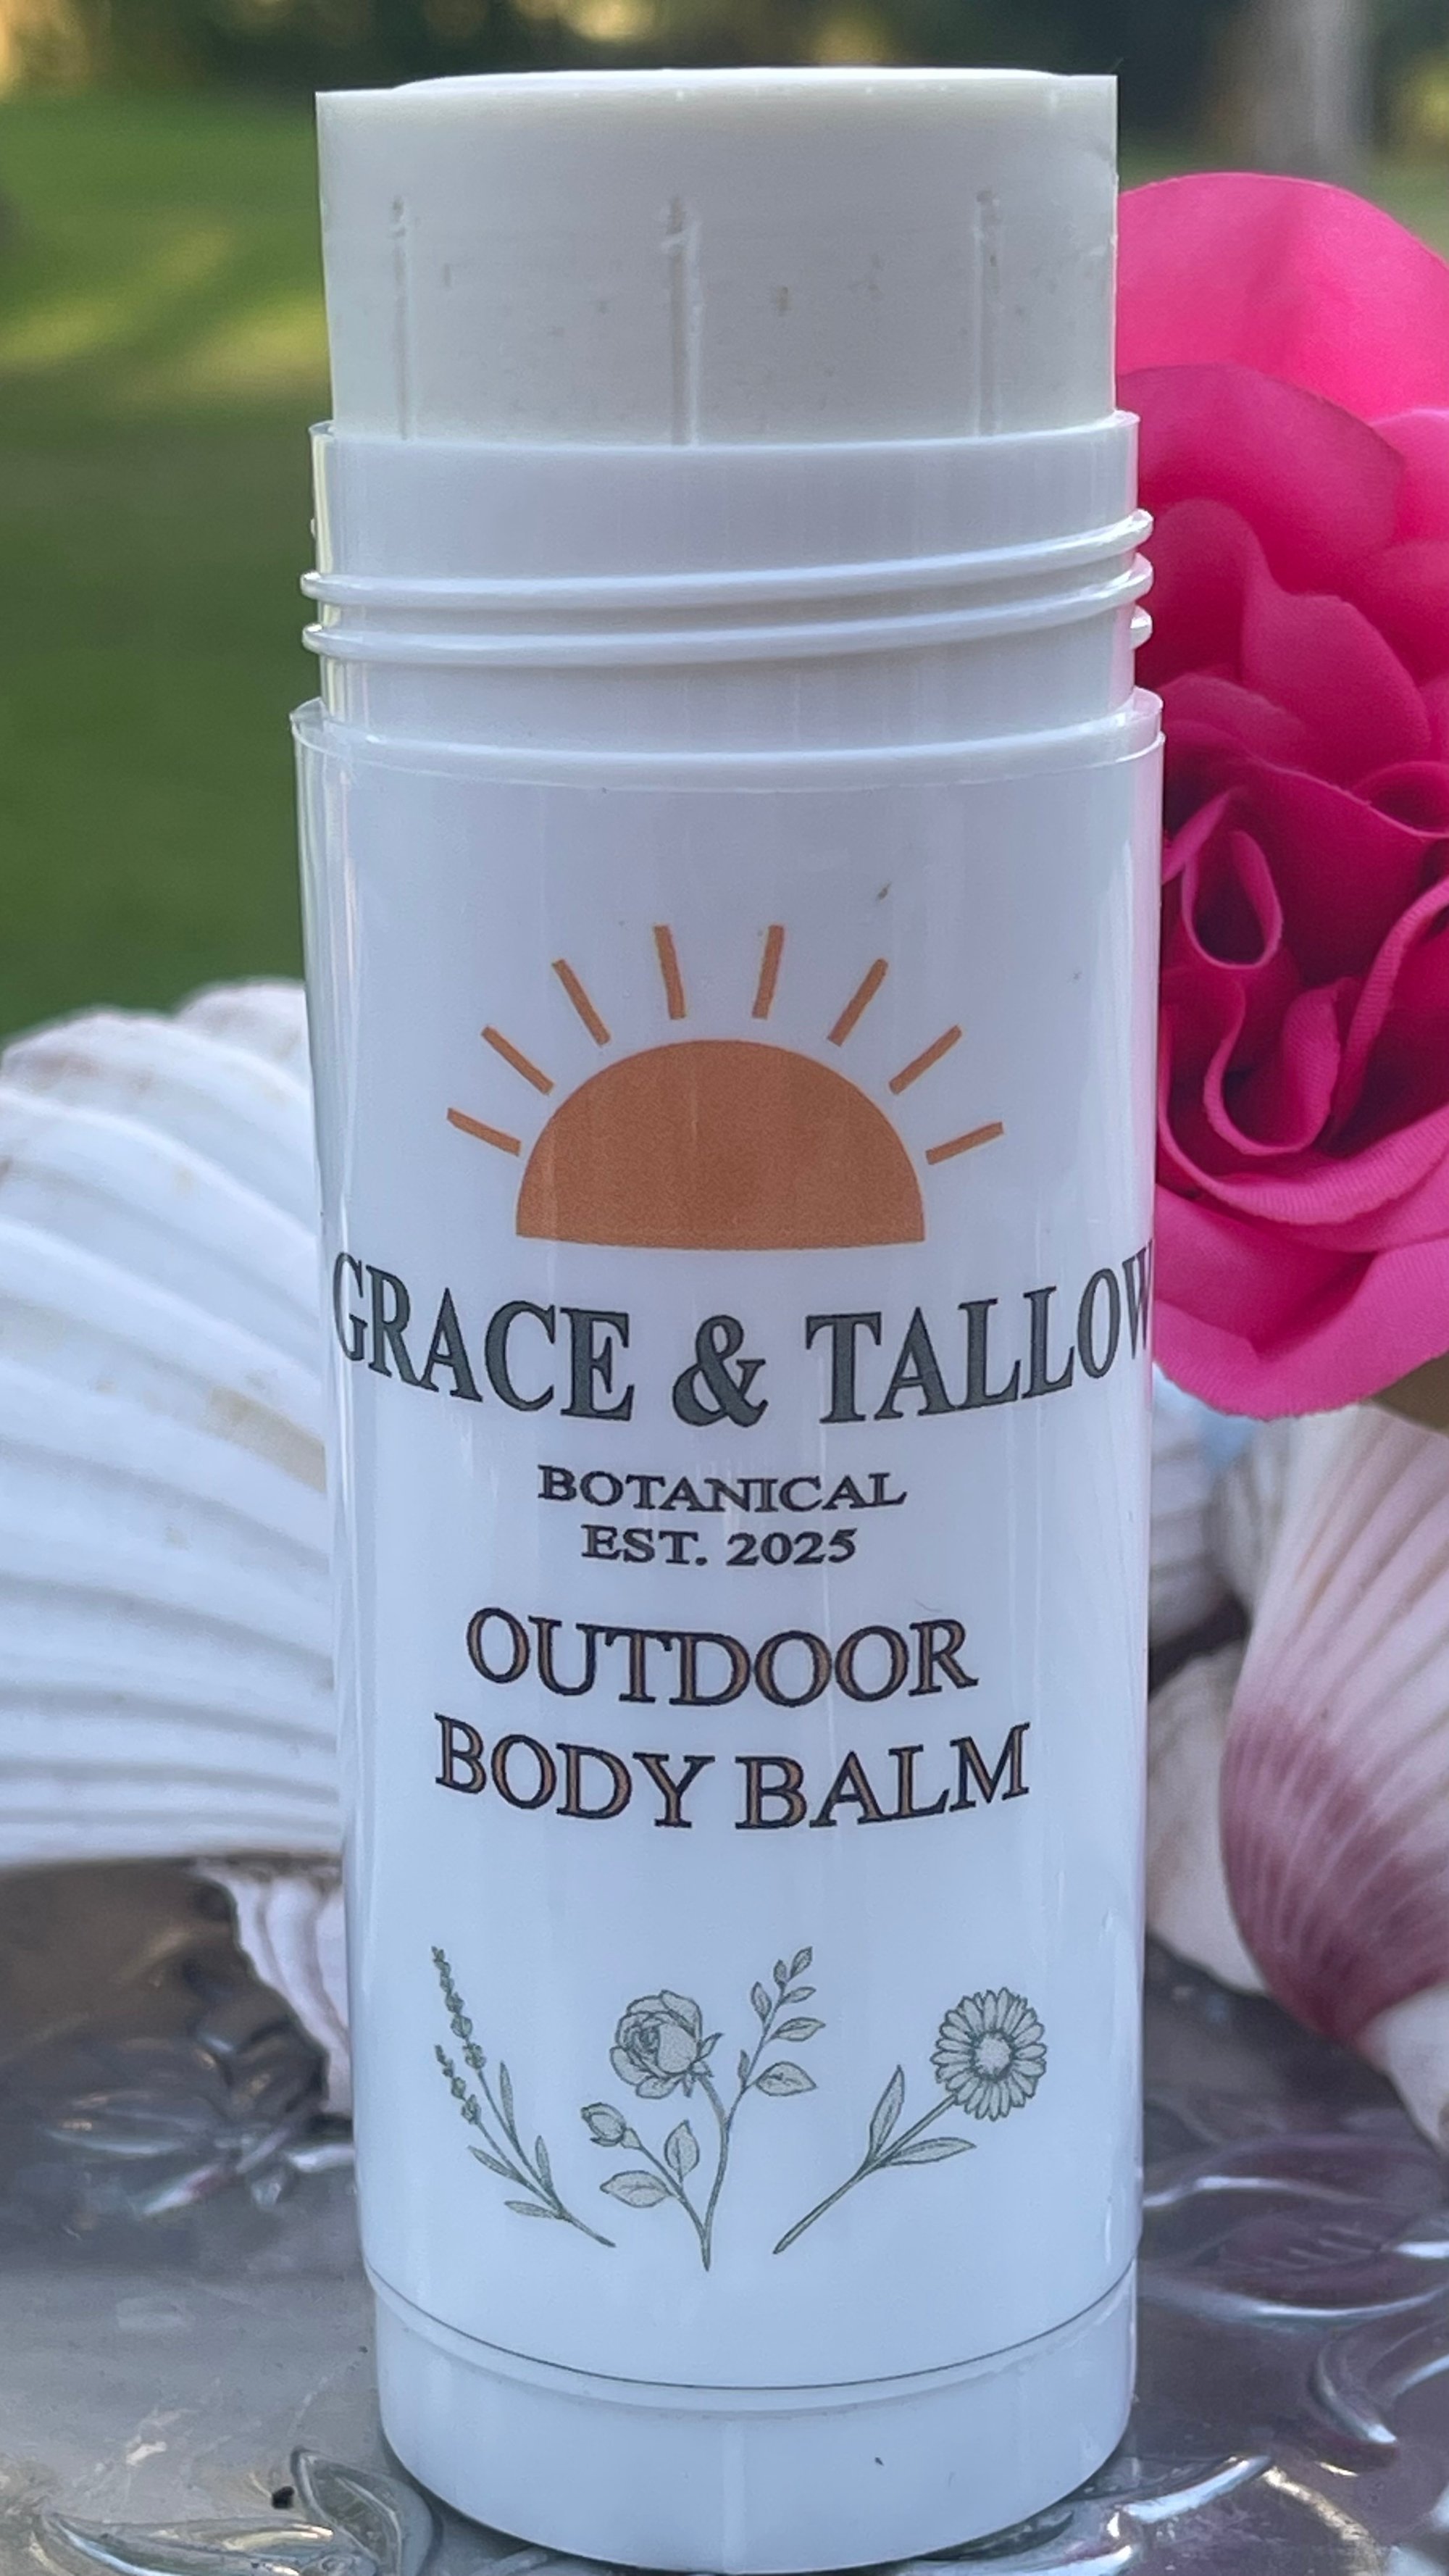 GRACE & TALLOW
BOTANICAL
EST. 2025
OUTDOOR
BODY BALM